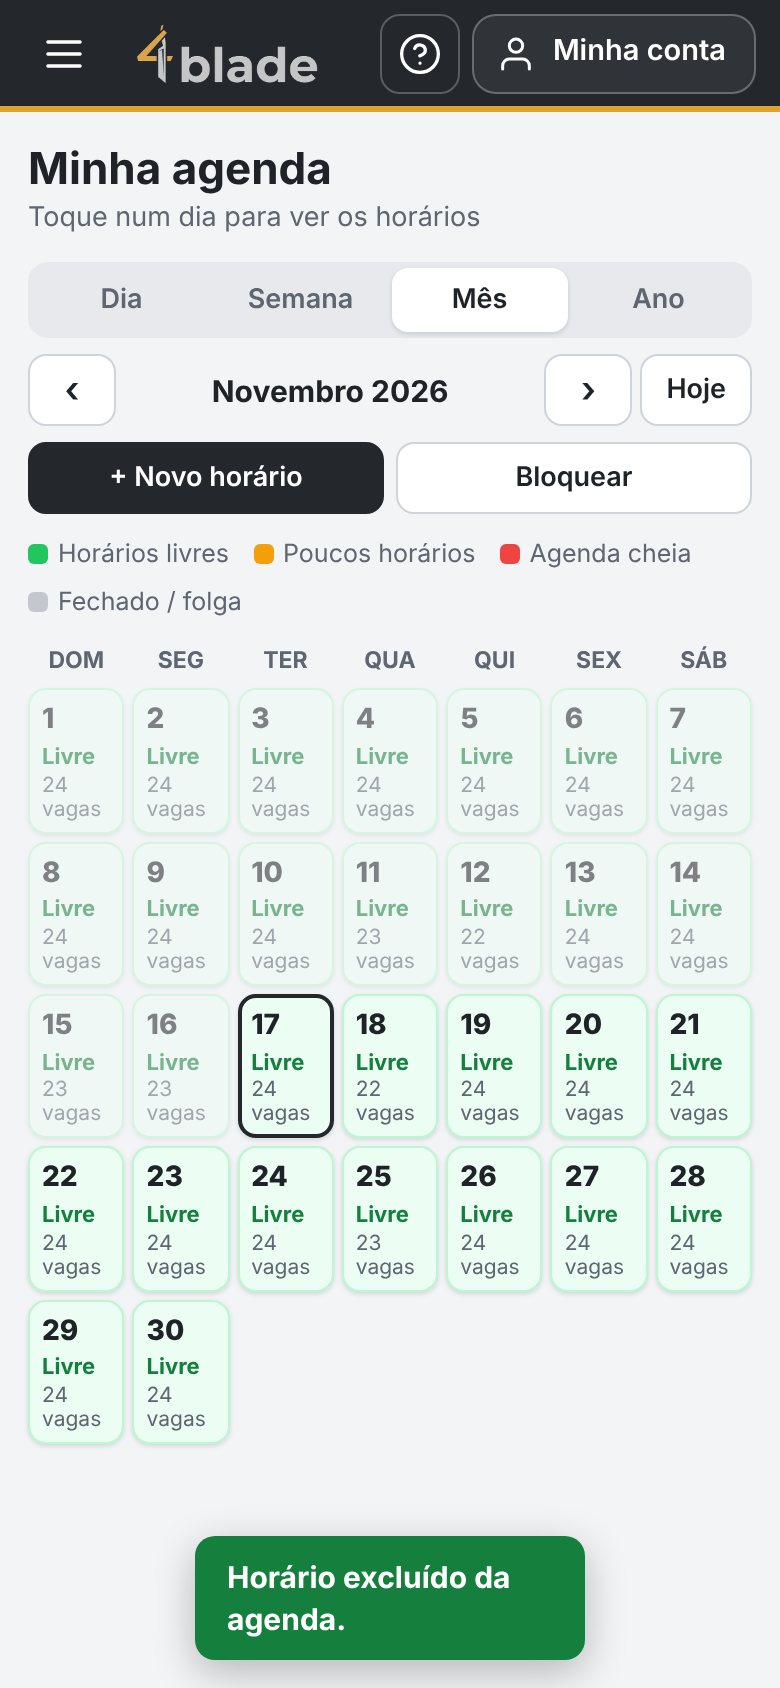 4blade
Minha conta
Minha agenda
Toque num dia para ver os horários
Dia Semana Mês Ano
‹ Novembro 2026 › Hoje
+ Novo horário Bloquear
Horários livres Poucos horários Agenda cheia
Fechado / folga
DOM SEG TER QUA QUI SEX SÁB
1 2 3 4 5 6 7
Livre Livre Livre Livre Livre Livre Livre
24 24 24 24 24 24 24
vagas vagas vagas vagas vagas vagas vagas
8 9 10 11 12 13 14
Livre Livre Livre Livre Livre Livre Livre
24 24 24 23 22 24 24
vagas vagas vagas vagas vagas vagas vagas
15 16 17 18 19 20 21
Livre Livre Livre Livre Livre Livre Livre
23 23 24 22 24 24 24
vagas vagas vagas vagas vagas vagas vagas
22 23 24 25 26 27 28
Livre Livre Livre Livre Livre Livre Livre
24 24 24 23 24 24 24
vagas vagas vagas vagas vagas vagas vagas
29 30
Livre Livre
24 24
vagas vagas
Horário excluído da
agenda.